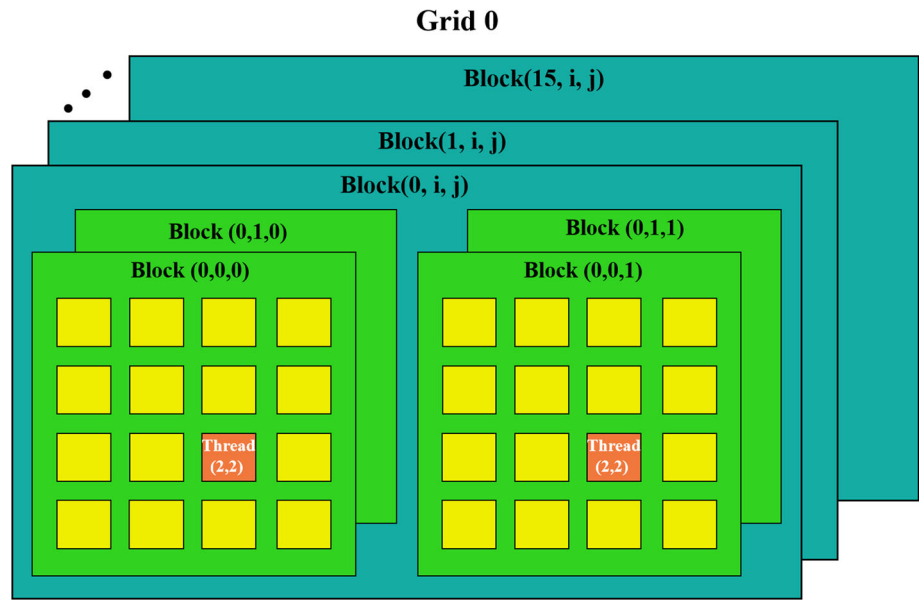 Grid 0
Block(15, i, j)
Block(1, i, j)
Block(0, i, j)
Block (0,1,0)
Block (0,1,1)
Block (0,0,0)
Block (0,0,1)
Thread
(2,2)
Thread
(2,2)